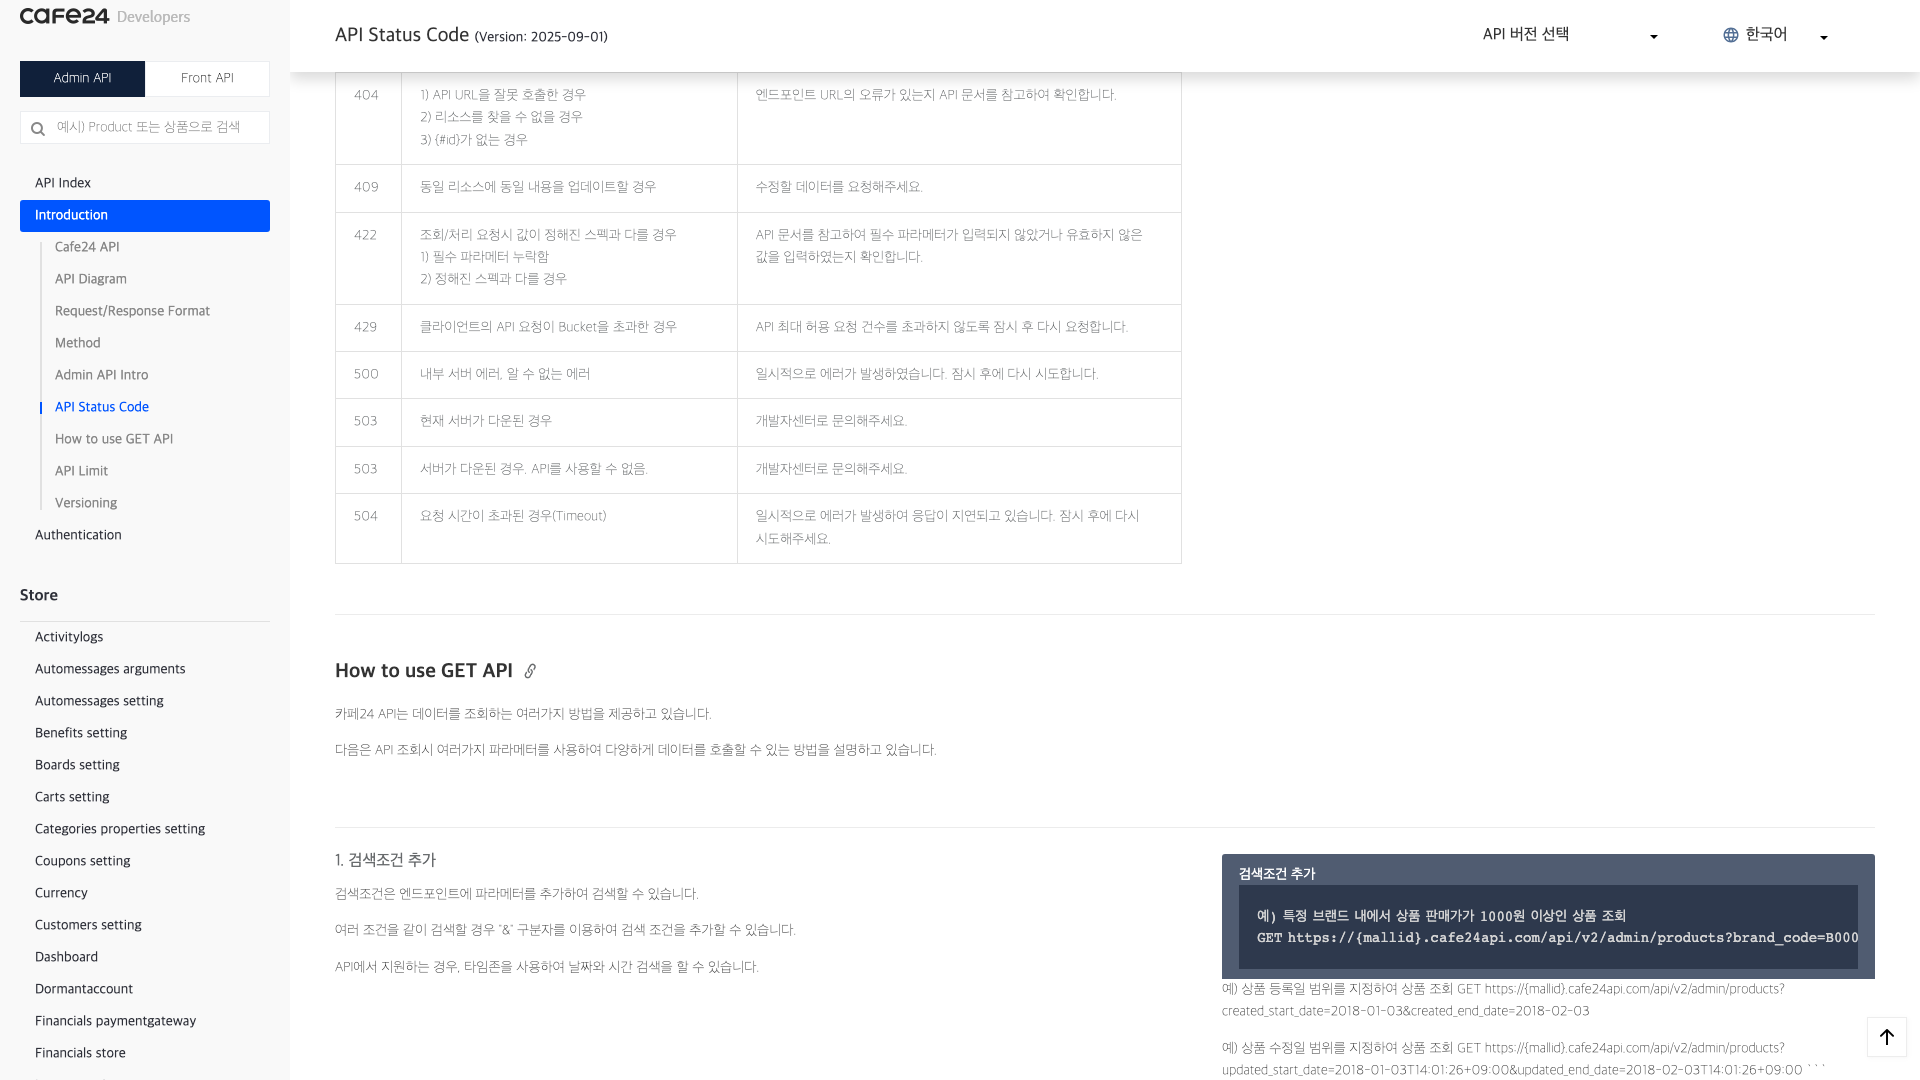 cafe24 Developers
Admin API
Front API
예시) Product 또는 상품으로 검색
API Index
Introduction
Cafe24 API
API Diagram
Request/Response Format
Method
Admin API Intro
API Status Code
How to use GET API
API Limit
Versioning
Authentication
Store
Activitylogs
Automessages arguments
Automessages setting
Benefits setting
Boards setting
Carts setting
Categories properties setting
Coupons setting
Currency
Customers setting
Dashboard
Dormantaccount
Financials paymentgateway
Financials store
API Status Code (Version: 2025-09-01)
API 버전 선택
한국어
404
1) API URL을 잘못 호출한 경우
2) 리소스를 찾을 수 없을 경우
3) {#id}가 없는 경우
엔드포인트 URL의 오류가 있는지 API 문서를 참고하여 확인합니다.
409
동일 리소스에 동일 내용을 업데이트할 경우
수정할 데이터를 요청해주세요.
422
조회/처리 요청시 값이 정해진 스펙과 다를 경우
1) 필수 파라메터 누락함
2) 정해진 스펙과 다를 경우
API 문서를 참고하여 필수 파라메터가 입력되지 않았거나 유효하지 않은
값을 입력하였는지 확인합니다.
429
클라이언트의 API 요청이 Bucket을 초과한 경우
API 최대 허용 요청 건수를 초과하지 않도록 잠시 후 다시 요청합니다.
500
내부 서버 에러, 알 수 없는 에러
일시적으로 에러가 발생하였습니다. 잠시 후에 다시 시도합니다.
503
현재 서버가 다운된 경우
개발자센터로 문의해주세요.
503
서버가 다운된 경우. API를 사용할 수 없음.
개발자센터로 문의해주세요.
504
요청 시간이 초과된 경우(Timeout)
일시적으로 에러가 발생하여 응답이 지연되고 있습니다. 잠시 후에 다시
시도해주세요.
How to use GET API
카페24 API는 데이터를 조회하는 여러가지 방법을 제공하고 있습니다.
다음은 API 조회시 여러가지 파라메터를 사용하여 다양하게 데이터를 호출할 수 있는 방법을 설명하고 있습니다.
1. 검색조건 추가
검색조건은 엔드포인트에 파라메터를 추가하여 검색할 수 있습니다.
여러 조건을 같이 검색할 경우 "&" 구분자를 이용하여 검색 조건을 추가할 수 있습니다.
API에서 지원하는 경우, 타임존을 사용하여 날짜와 시간 검색을 할 수 있습니다.
검색조건 추가
예) 특정 브랜드 내에서 상품 판매가가 1000원 이상인 상품 조회
GET https://{mallid}.cafe24api.com/api/v2/admin/products?brand_code=B000
예) 상품 등록일 범위를 지정하여 상품 조회 GET https://{mallid}.cafe24api.com/api/v2/admin/products?
created_start_date=2018-01-03&created_end_date=2018-02-03
예) 상품 수정일 범위를 지정하여 상품 조회 GET https://{mallid}.cafe24api.com/api/v2/admin/products?
updated_start_date=2018-01-03T14:01:26+09:00&updated_end_date=2018-02-03T14:01:26+09:00 ```